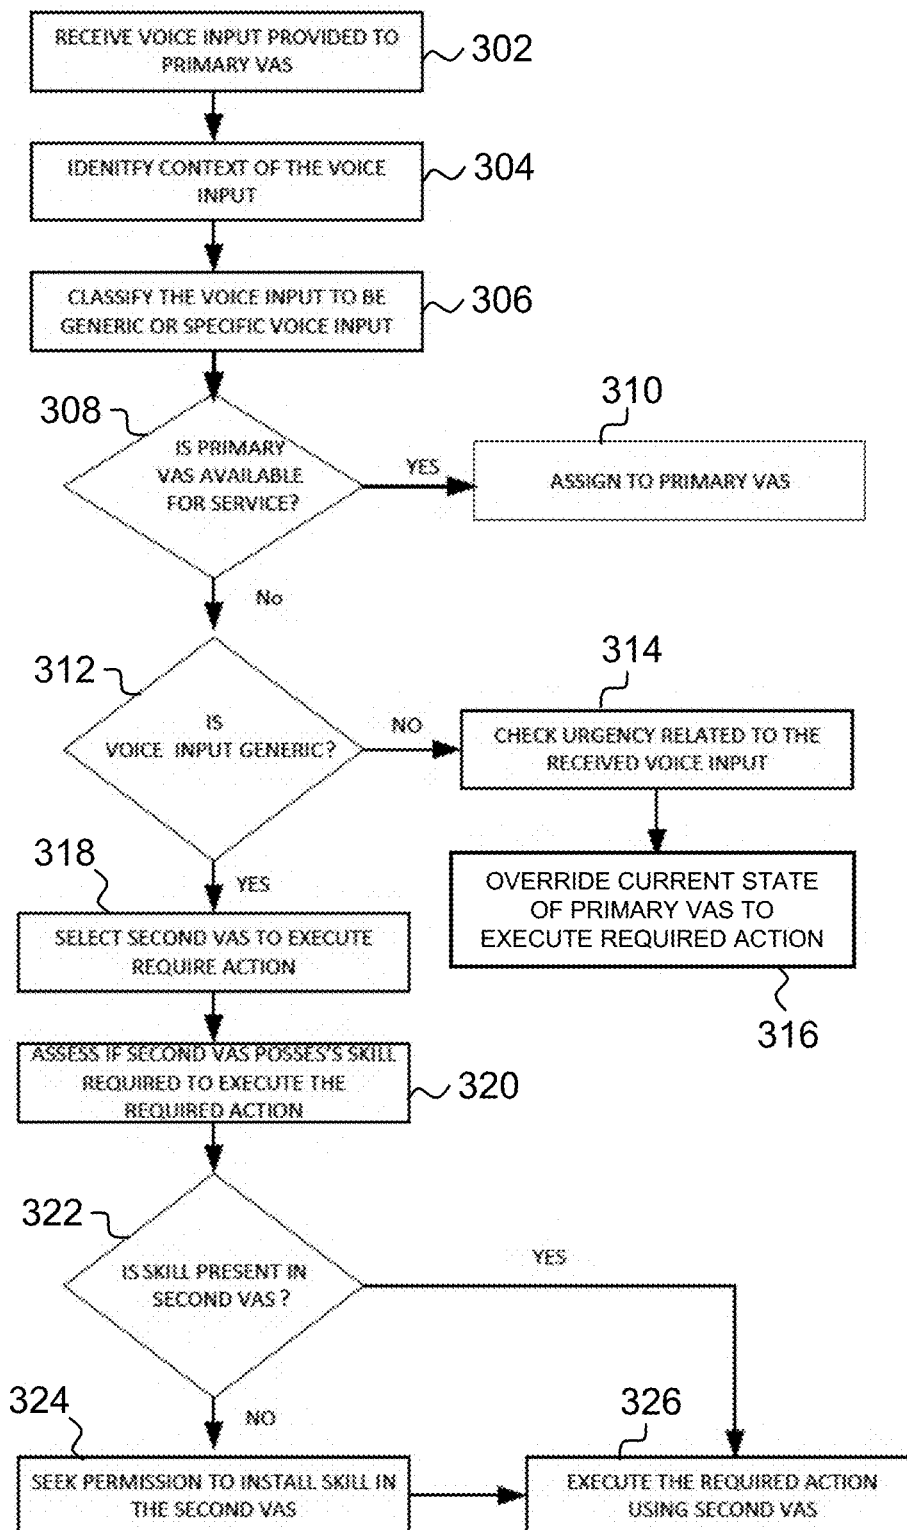 RECEIVE VOICE INPUT PROVIDED TO
PRIMARY VAS
302
IDENITFY CONTEXT OF THE VOICE
INPUT
304
CLASSIFY THE VOICE INPUT TO BE
GENERIC OR SPECIFIC VOICE INPUT
306
308
IS PRIMARY
VAS AVAILABLE
FOR SERVICE?
YES
310
ASSIGN TO PRIMARY VAS
No
312
IS
VOICE INPUT GENERIC?
NO
314
CHECK URGENCY RELATED TO THE
RECEIVED VOICE INPUT
OVERRIDE CURRENT STATE
OF PRIMARY VAS TO
EXECUTE REQUIRED ACTION
316
YES
318
SELECT SECOND VAS TO EXECUTE
REQUIRE ACTION
ASSESS IF SECOND VAS POSSES'S SKILL
REQUIRED TO EXECUTE THE
REQUIRED ACTION
320
322
IS SKILL PRESENT IN
SECOND VAS?
YES
NO
324
SEEK PERMISSION TO INSTALL SKILL IN
THE SECOND VAS
326
EXECUTE THE REQUIRED ACTION
USING SECOND VAS